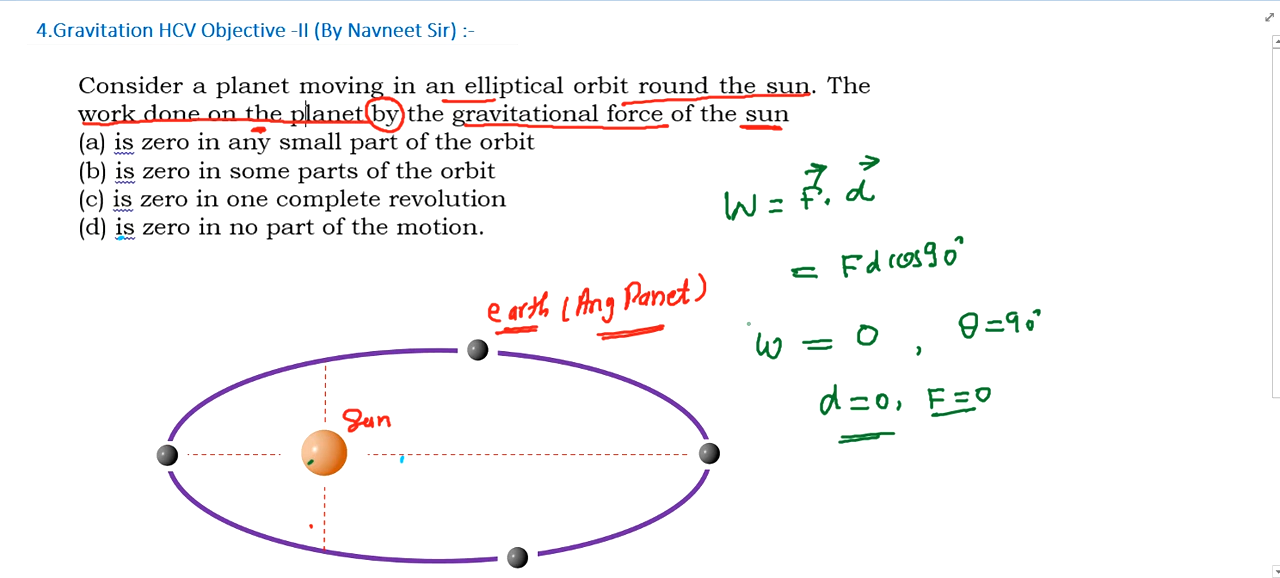 4.Gravitation HCV Objective -II (By Navneet Sir) :-
Consider a planet moving in an elliptical orbit round the sun. The
work done on the planet by the gravitational force of the sun
(a) is zero in any small part of the orbit
(b) is zero in some parts of the orbit
(c) is zero in one complete revolution
(d) is zero in no part of the motion.
W = F. d
= Fd cos90°
earth (Any Panet)
W = 0 , θ=90°
d=0, F=0
Sun